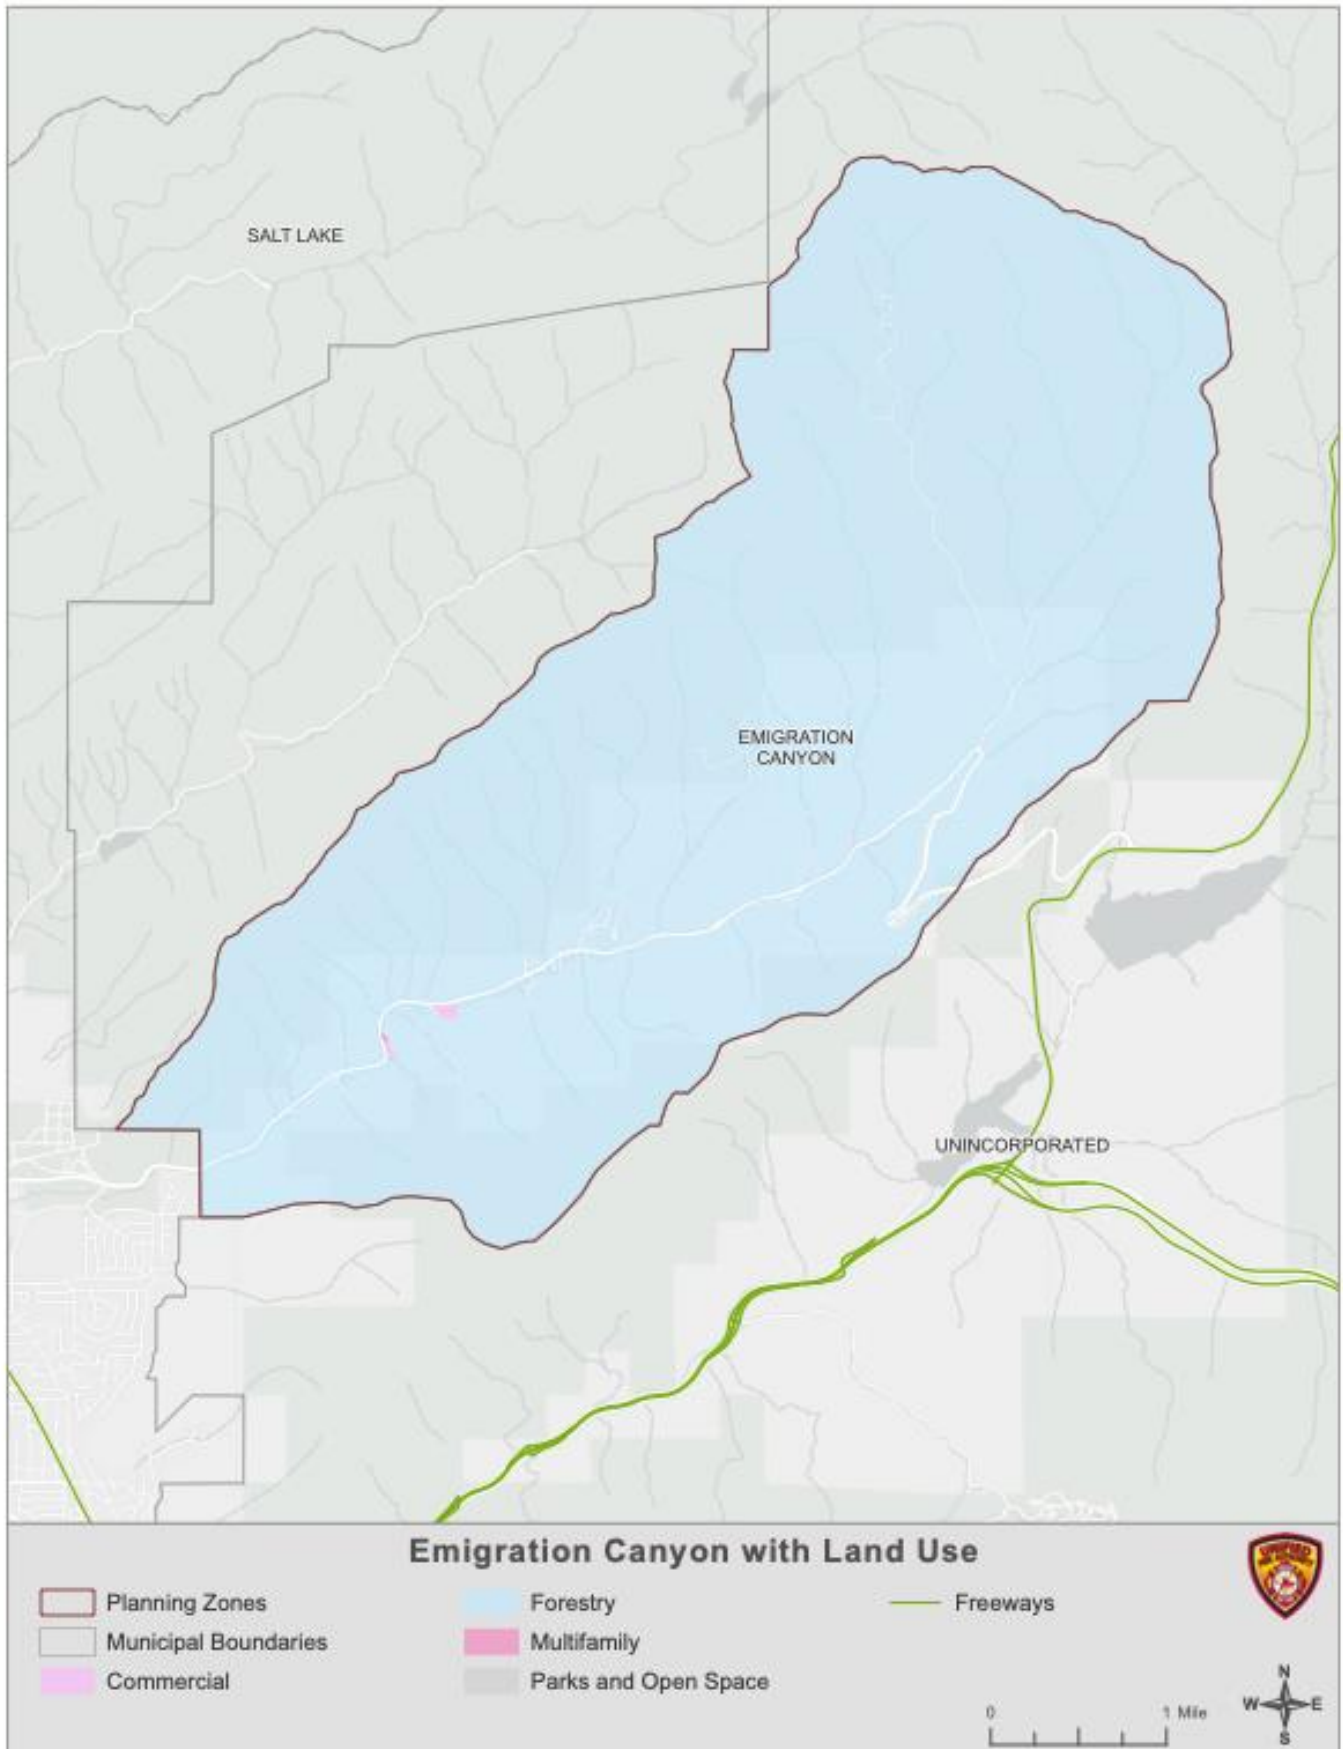 SALT LAKE
EMIGRATION
CANYON
UNINCORPORATED
Emigration Canyon with Land Use
Planning Zones
Municipal Boundaries
Commercial
Forestry
Multifamily
Parks and Open Space
Freeways
UNIFIED
0 1 Mile
N
W E
S